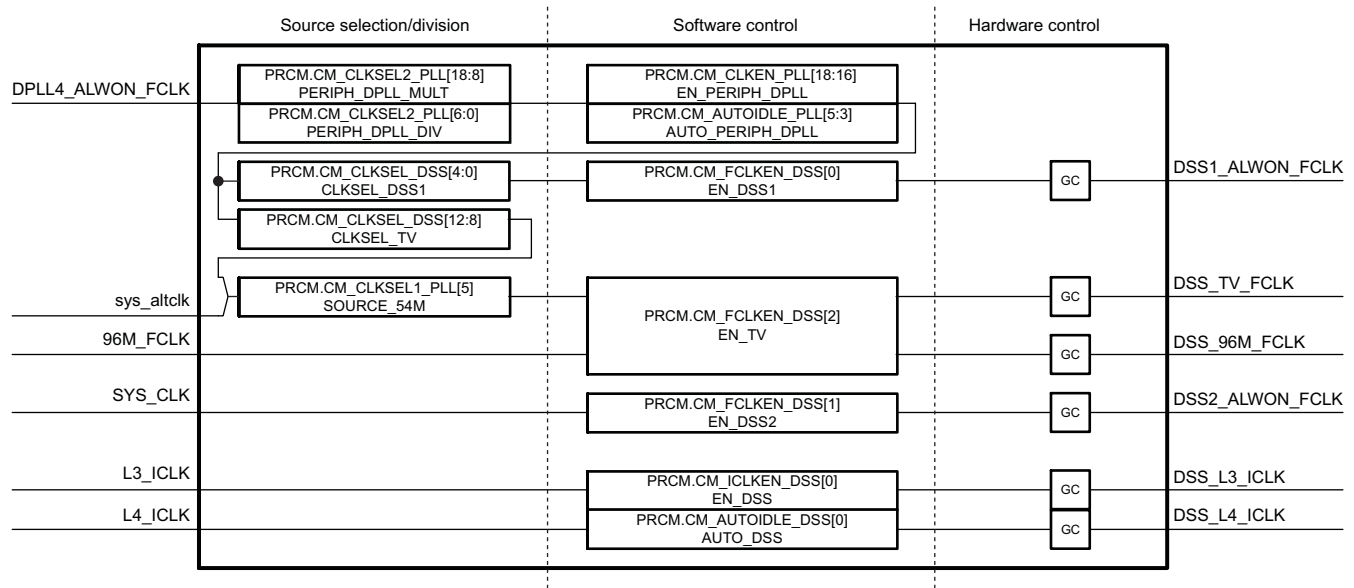 Source selection/division
Software control
Hardware control
DPLL4_ALWON_FCLK
PRCM.CM_CLKSEL2_PLL[18:8]
PERIPH_DPLL_MULT
PRCM.CM_CLKSEL2_PLL[6:0]
PERIPH_DPLL_DIV
PRCM.CM_CLKEN_PLL[18:16]
EN_PERIPH_DPLL
PRCM.CM_AUTOIDLE_PLL[5:3]
AUTO_PERIPH_DPLL
PRCM.CM_CLKSEL_DSS[4:0]
CLKSEL_DSS1
PRCM.CM_FCLKEN_DSS[0]
EN_DSS1
GC
DSS1_ALWON_FCLK
PRCM.CM_CLKSEL_DSS[12:8]
CLKSEL_TV
sys_altclk
PRCM.CM_CLKSEL1_PLL[5]
SOURCE_54M
PRCM.CM_FCLKEN_DSS[2]
EN_TV
GC
DSS_TV_FCLK
96M_FCLK
GC
DSS_96M_FCLK
SYS_CLK
PRCM.CM_FCLKEN_DSS[1]
EN_DSS2
GC
DSS2_ALWON_FCLK
L3_ICLK
PRCM.CM_ICLKEN_DSS[0]
EN_DSS
GC
DSS_L3_ICLK
L4_ICLK
PRCM.CM_AUTOIDLE_DSS[0]
AUTO_DSS
GC
DSS_L4_ICLK